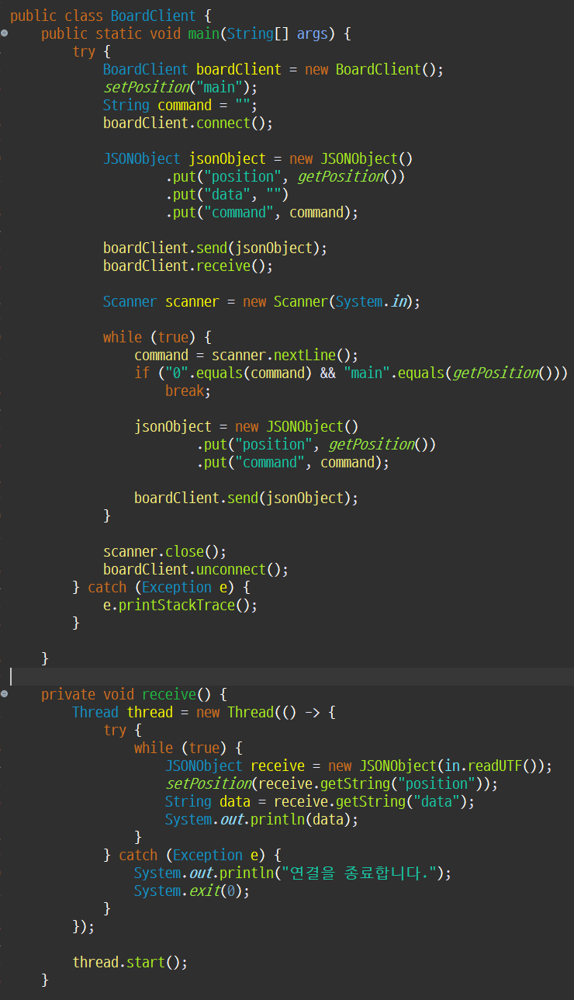 public class BoardClient {
    public static void main(String[] args) {
        try {
            BoardClient boardClient = new BoardClient();
            setPosition("main");
            String command = "";
            boardClient.connect();

            JSONObject jsonObject = new JSONObject()
                    .put("position", getPosition())
                    .put("data", "")
                    .put("command", command);

            boardClient.send(jsonObject);
            boardClient.receive();

            Scanner scanner = new Scanner(System.in);

            while (true) {
                command = scanner.nextLine();
                if ("0".equals(command) && "main".equals(getPosition()))
                    break;

                jsonObject = new JSONObject()
                        .put("position", getPosition())
                        .put("command", command);

                boardClient.send(jsonObject);
            }

            scanner.close();
            boardClient.unconnect();
        } catch (Exception e) {
            e.printStackTrace();
        }

    }

    private void receive() {
        Thread thread = new Thread(() -> {
            try {
                while (true) {
                    JSONObject receive = new JSONObject(in.readUTF());
                    setPosition(receive.getString("position"));
                    String data = receive.getString("data");
                    System.out.println(data);
                }
            } catch (Exception e) {
                System.out.println("연결을 종료합니다.");
                System.exit(0);
            }
        });

        thread.start();
    }